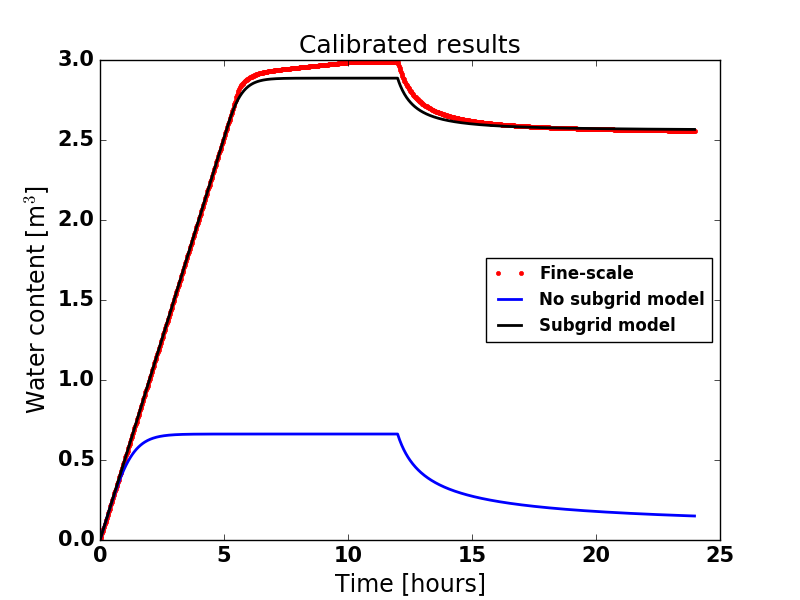 Calibrated results
3.0
2.5
2.0
1.5
1.0
0.5
0.0
Water content [m³]
Fine-scale
No subgrid model
Subgrid model
0 5 10 15 20 25
Time [hours]